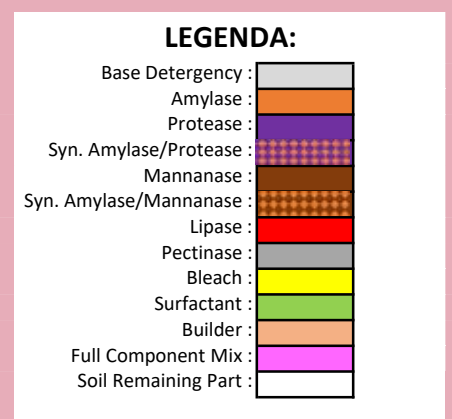 LEGENDA:
Base Detergency :
Amylase :
Protease :
Syn. Amylase/Protease :
Mannanase :
Syn. Amylase/Mannanase :
Lipase :
Pectinase :
Bleach :
Surfactant :
Builder :
Full Component Mix :
Soil Remaining Part :